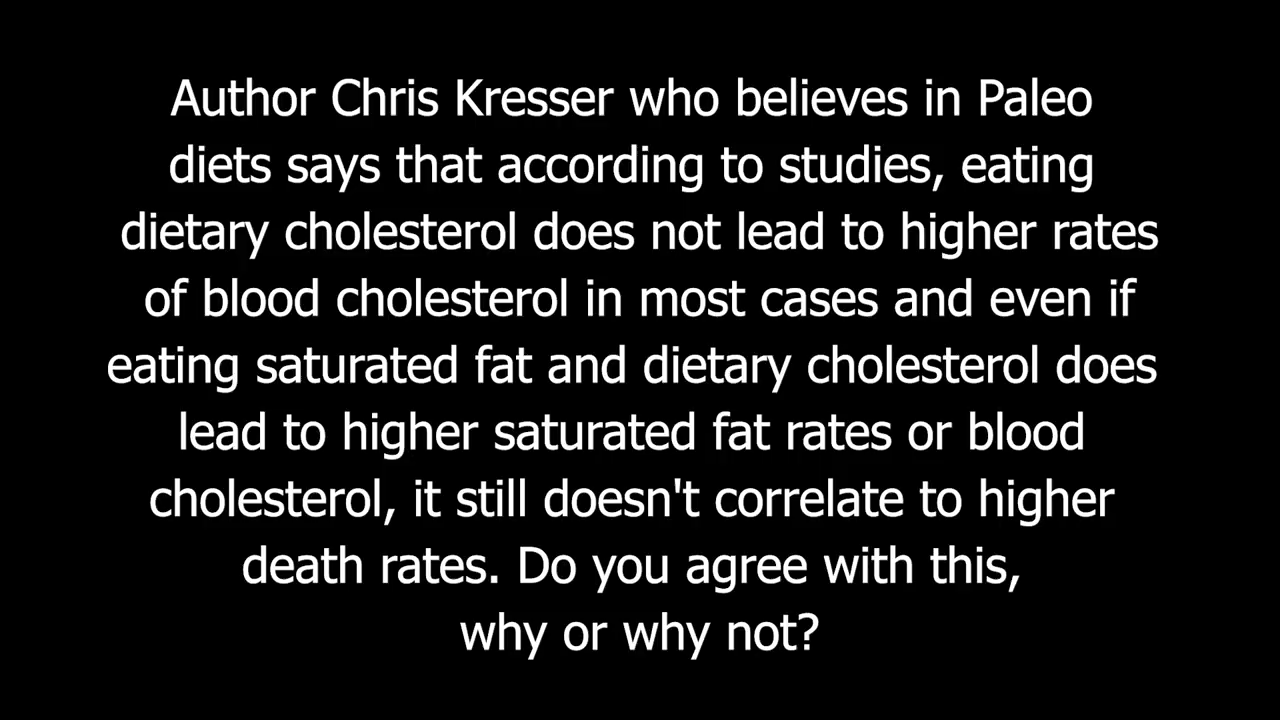 Author Chris Kresser who believes in Paleo
diets says that according to studies, eating
dietary cholesterol does not lead to higher rates
of blood cholesterol in most cases and even if
eating saturated fat and dietary cholesterol does
lead to higher saturated fat rates or blood
cholesterol, it still doesn't correlate to higher
death rates. Do you agree with this,
why or why not?